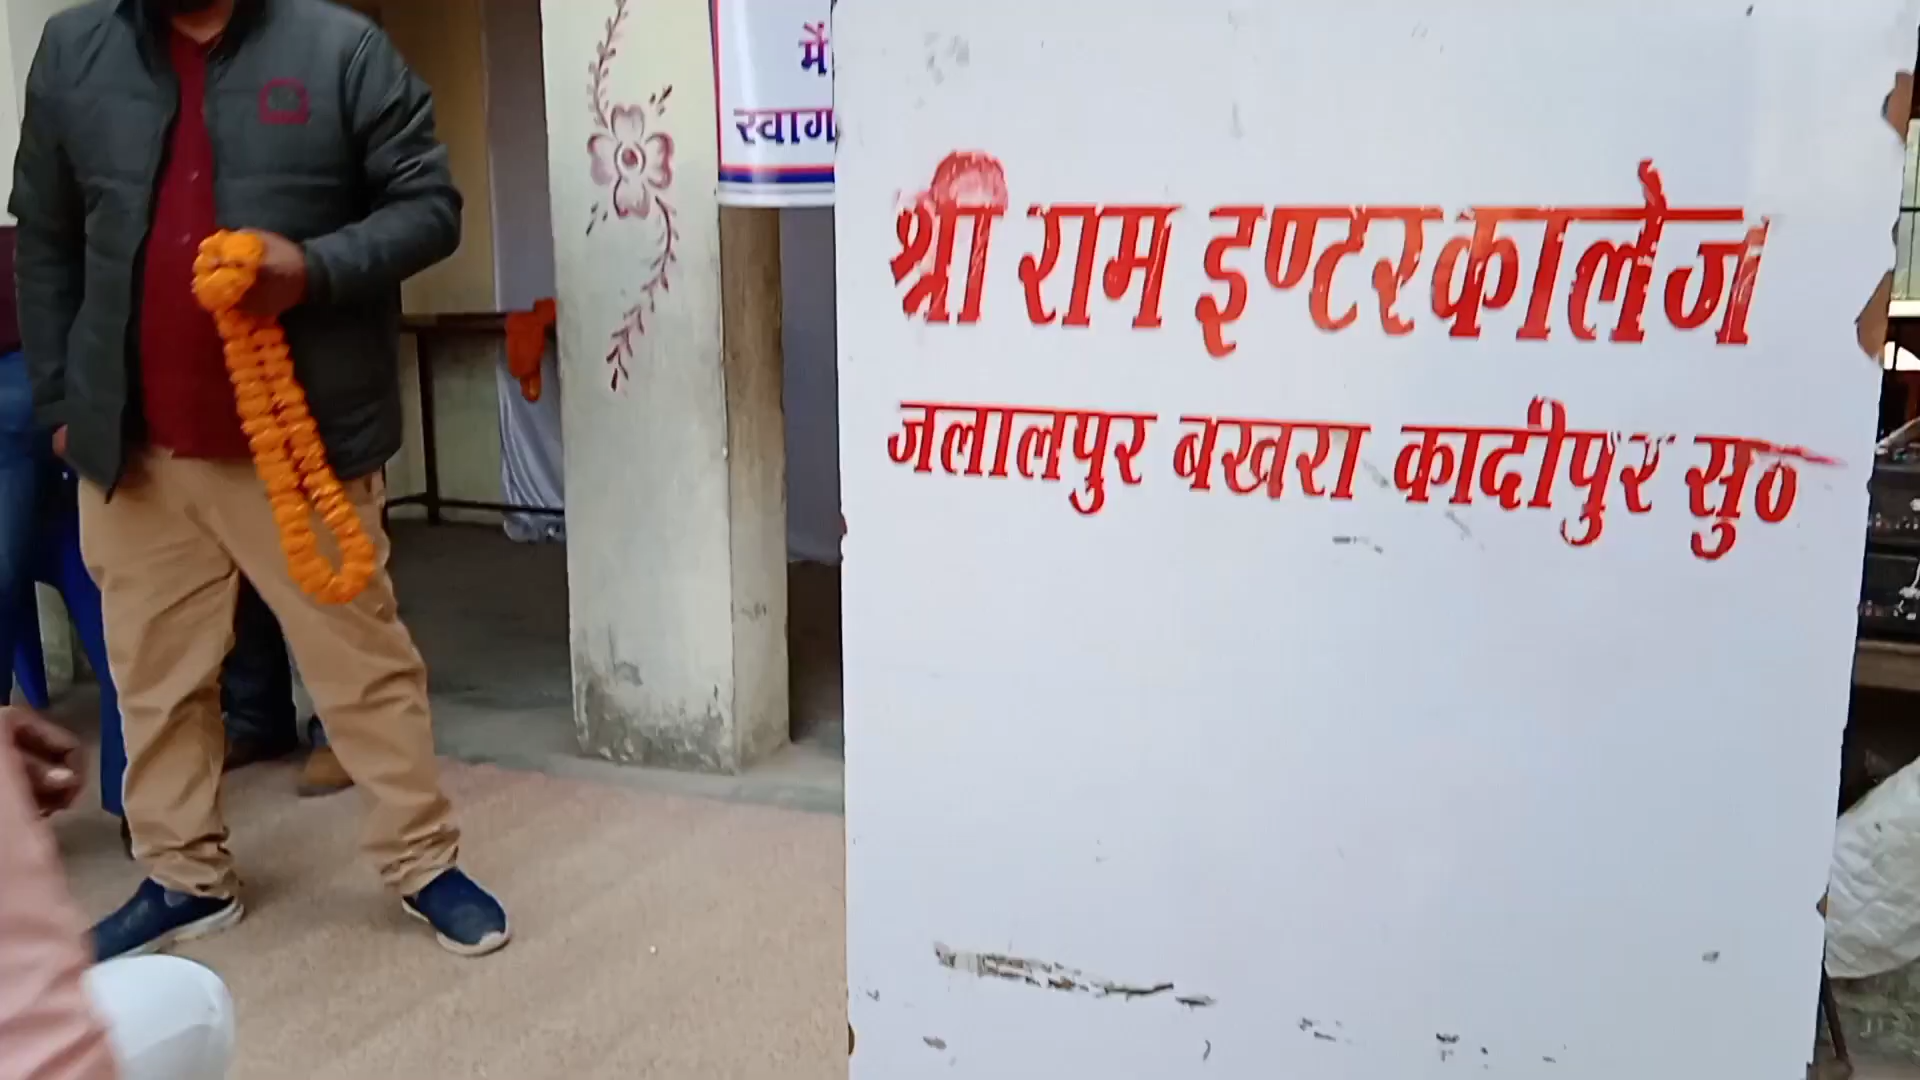 में
श्री राम इण्टरकालेज
जलालपुर बखरा कादीपुर सु०